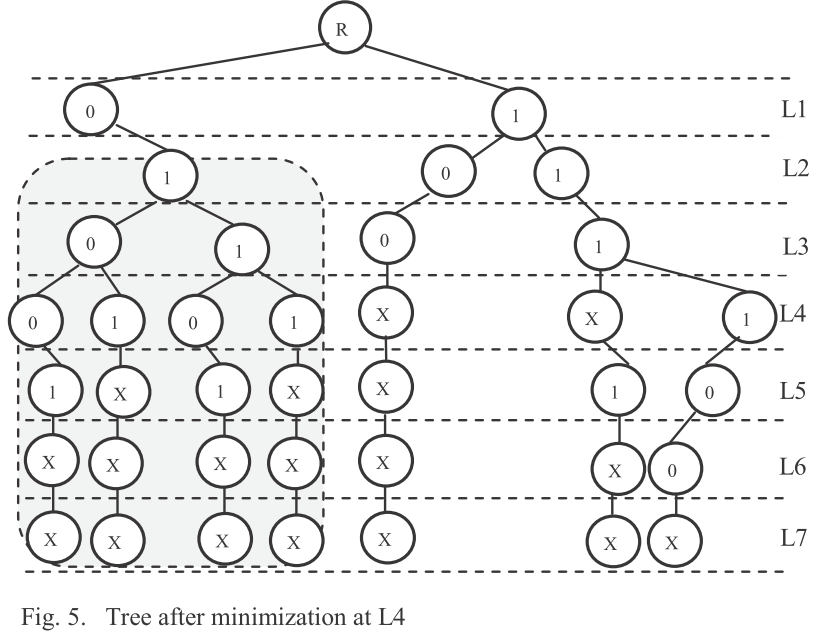 R
0 1 L1
1 0 1 L2
0 1 0 1 L3
0 1 0 1 X X 1 L4
1 X 1 X X 1 0 L5
X X X X X X 0 L6
X X X X X X X L7
Fig. 5. Tree after minimization at L4